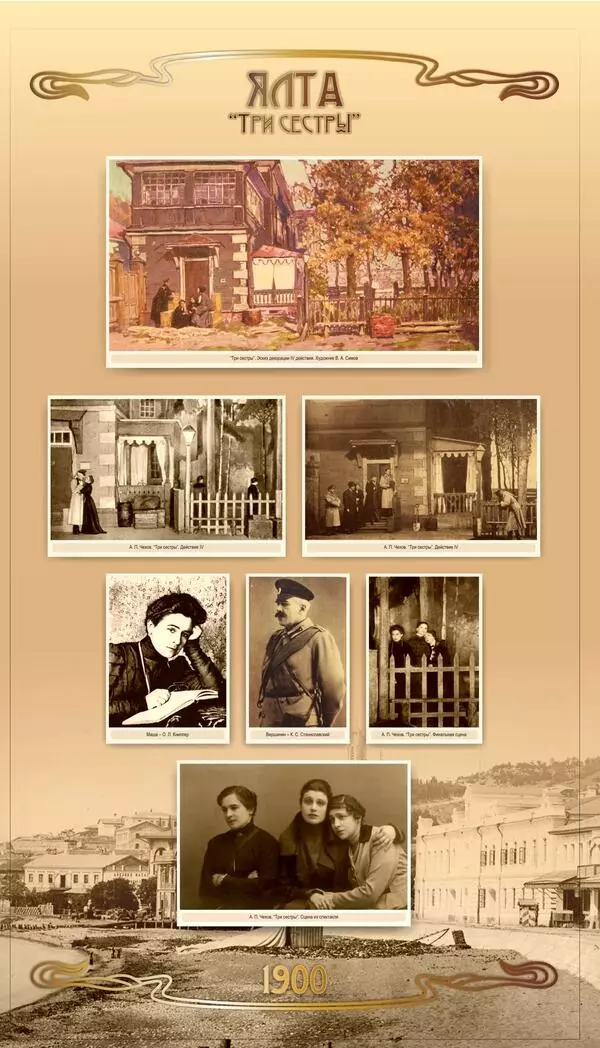 ЯЛТА
"ТРИ СЕСТРЫ"
"Три сестры". Эскиз декорации IV действия. Художник В. А. Симов
А. П. Чехов. "Три сестры". Действие IV
А. П. Чехов. "Три сестры". Действие IV
Маша – О. Л. Книппер
Вершинин – К. С. Станиславский
А. П. Чехов. "Три сестры". Финальная сцена
А. П. Чехов. "Три сестры". Сцена из спектакля
1900